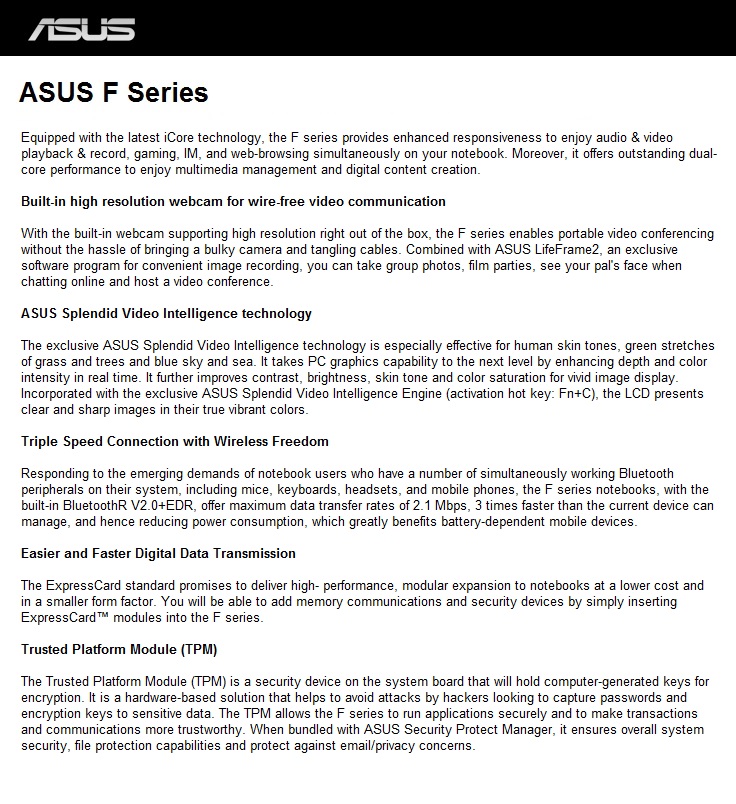 ASUS
ASUS F Series
Equipped with the latest iCore technology, the F series provides enhanced responsiveness to enjoy audio & video
playback & record, gaming, IM, and web-browsing simultaneously on your notebook. Moreover, it offers outstanding dual-
core performance to enjoy multimedia management and digital content creation.
Built-in high resolution webcam for wire-free video communication
With the built-in webcam supporting high resolution right out of the box, the F series enables portable video conferencing
without the hassle of bringing a bulky camera and tangling cables. Combined with ASUS LifeFrame2, an exclusive
software program for convenient image recording, you can take group photos, film parties, see your pal's face when
chatting online and host a video conference.
ASUS Splendid Video Intelligence technology
The exclusive ASUS Splendid Video Intelligence technology is especially effective for human skin tones, green stretches
of grass and trees and blue sky and sea. It takes PC graphics capability to the next level by enhancing depth and color
intensity in real time. It further improves contrast, brightness, skin tone and color saturation for vivid image display.
Incorporated with the exclusive ASUS Splendid Video Intelligence Engine (activation hot key: Fn+C), the LCD presents
clear and sharp images in their true vibrant colors.
Triple Speed Connection with Wireless Freedom
Responding to the emerging demands of notebook users who have a number of simultaneously working Bluetooth
peripherals on their system, including mice, keyboards, headsets, and mobile phones, the F series notebooks, with the
built-in BluetoothR V2.0+EDR, offer maximum data transfer rates of 2.1 Mbps, 3 times faster than the current device can
manage, and hence reducing power consumption, which greatly benefits battery-dependent mobile devices.
Easier and Faster Digital Data Transmission
The ExpressCard standard promises to deliver high- performance, modular expansion to notebooks at a lower cost and
in a smaller form factor. You will be able to add memory communications and security devices by simply inserting
ExpressCard™ modules into the F series.
Trusted Platform Module (TPM)
The Trusted Platform Module (TPM) is a security device on the system board that will hold computer-generated keys for
encryption. It is a hardware-based solution that helps to avoid attacks by hackers looking to capture passwords and
encryption keys to sensitive data. The TPM allows the F series to run applications securely and to make transactions
and communications more trustworthy. When bundled with ASUS Security Protect Manager, it ensures overall system
security, file protection capabilities and protect against email/privacy concerns.